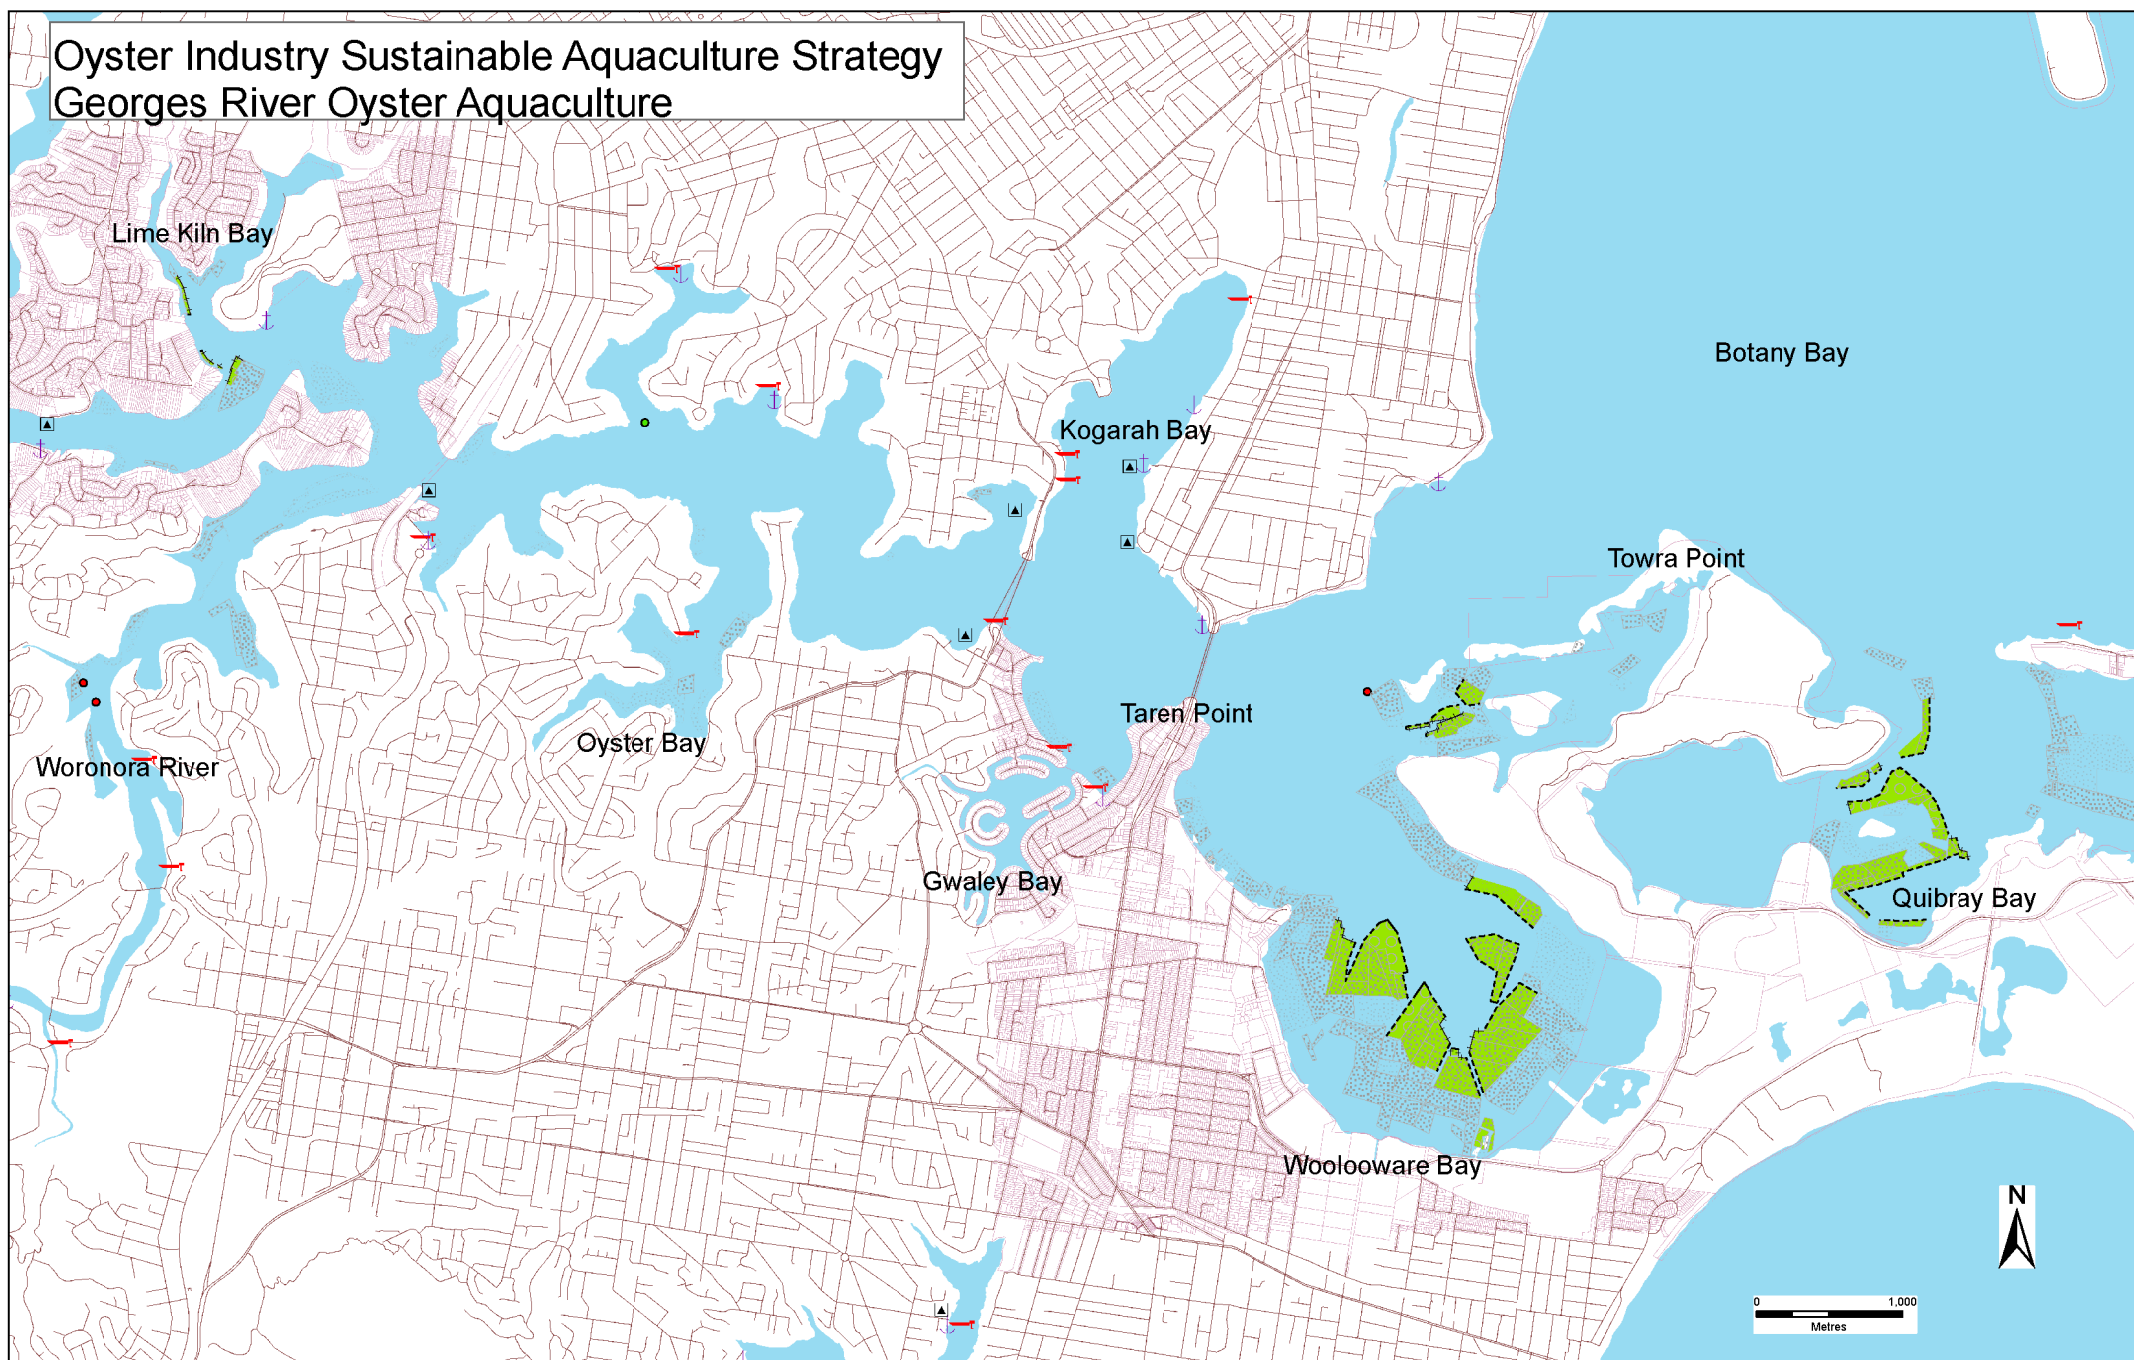 Oyster Industry Sustainable Aquaculture Strategy
Georges River Oyster Aquaculture
Lime Kiln Bay
Botany Bay
Kogarah Bay
Towra Point
Taren Point
Oyster Bay
Woronora River
Gwaley Bay
Quibray Bay
Woolooware Bay
N
0 1,000
Metres